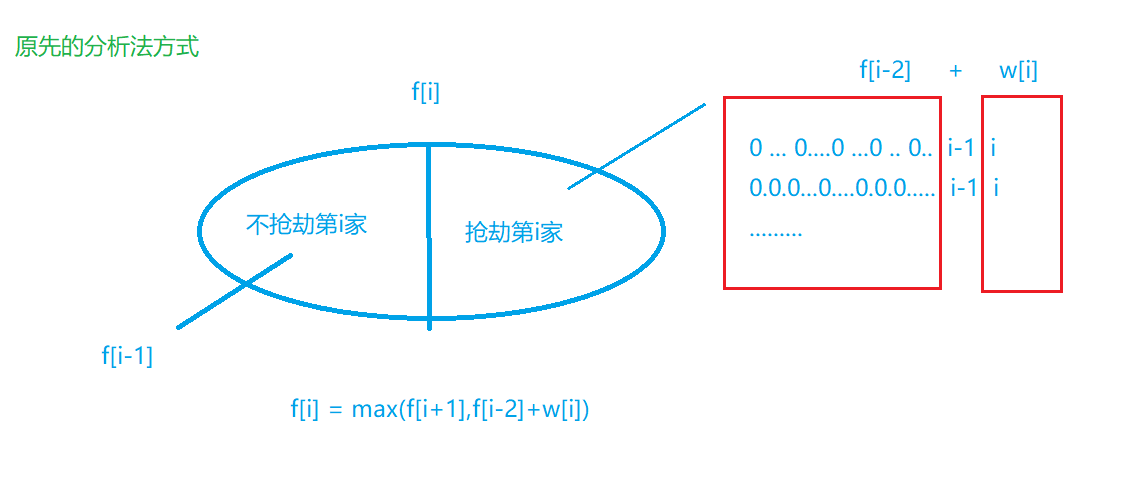 原先的分析法方式
f[i-2] + w[i]
f[i]
0 ... 0....0 ...0 .. 0.. i-1 i
0.0.0...0....0.0.0..... i-1 i
.........
不抢劫第i家
抢劫第i家
f[i-1]
f[i] = max(f[i+1],f[i-2]+w[i])